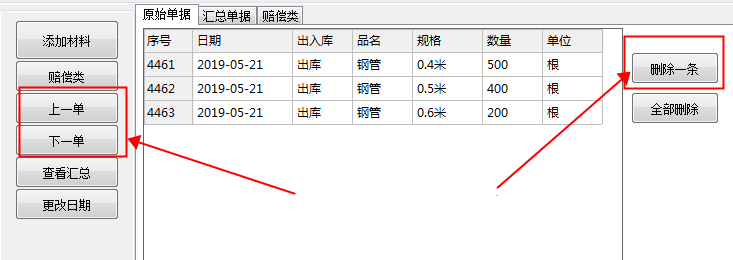 原始单据 汇总单据 赔偿类
添加材料
赔偿类
上一单
下一单
查看汇总
更改日期
序号 日期 出入库 品名 规格 数量 单位
4461 2019-05-21 出库 钢管 0.4米 500 根
4462 2019-05-21 出库 钢管 0.5米 400 根
4463 2019-05-21 出库 钢管 0.6米 200 根
删除一条
全部删除